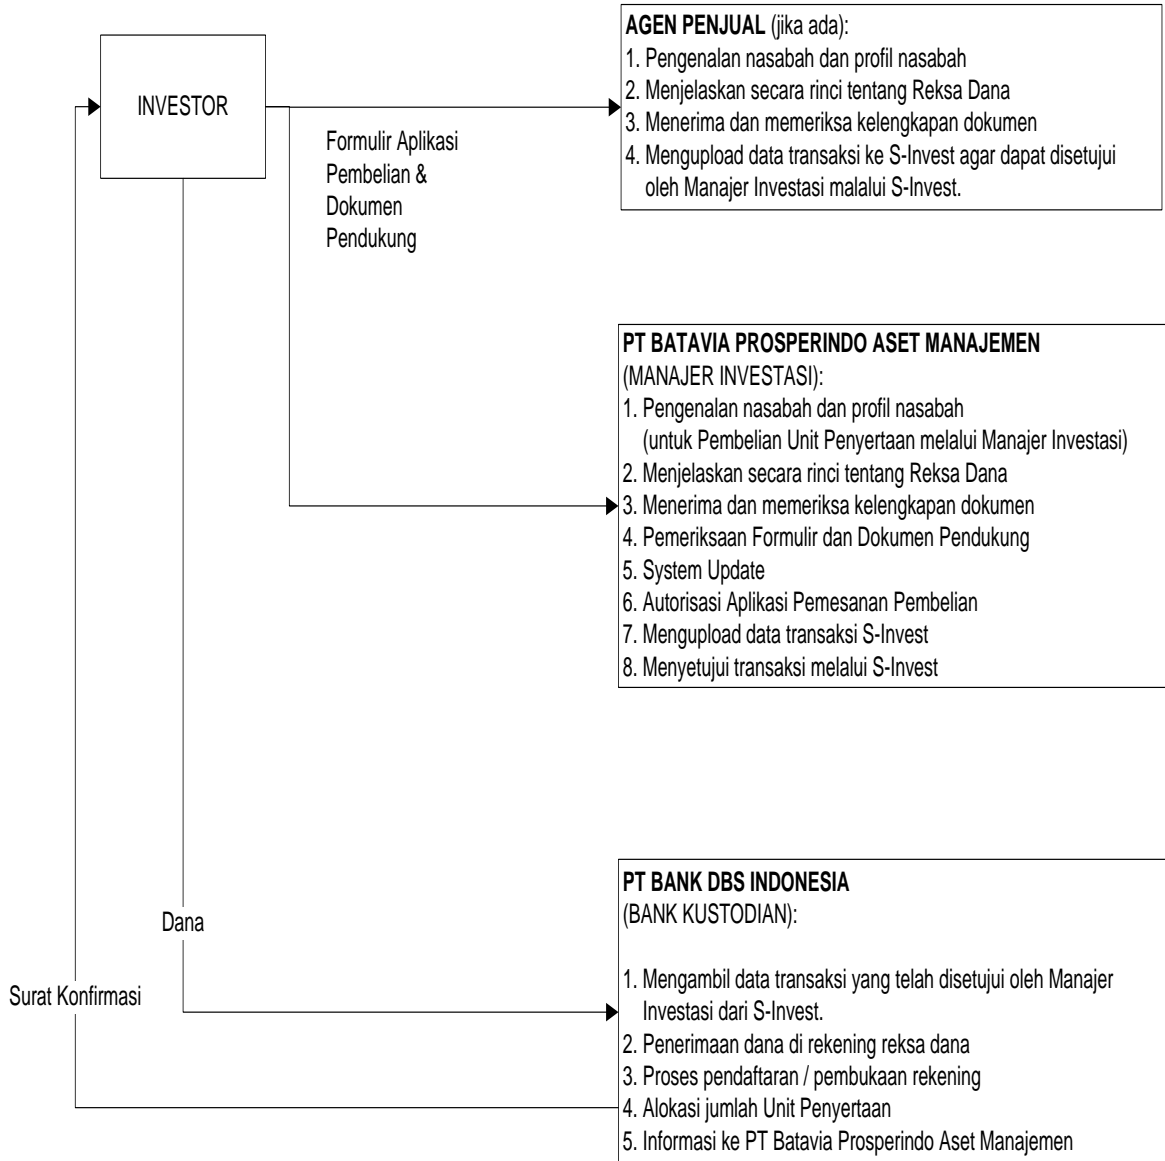 INVESTOR
Formulir Aplikasi
Pembelian &
Dokumen
Pendukung
AGEN PENJUAL (jika ada):
1. Pengenalan nasabah dan profil nasabah
2. Menjelaskan secara rinci tentang Reksa Dana
3. Menerima dan memeriksa kelengkapan dokumen
4. Mengupload data transaksi ke S-Invest agar dapat disetujui
oleh Manajer Investasi malalui S-Invest.
PT BATAVIA PROSPERINDO ASET MANAJEMEN
(MANAJER INVESTASI):
1. Pengenalan nasabah dan profil nasabah
(untuk Pembelian Unit Penyertaan melalui Manajer Investasi)
2. Menjelaskan secara rinci tentang Reksa Dana
3. Menerima dan memeriksa kelengkapan dokumen
4. Pemeriksaan Formulir dan Dokumen Pendukung
5. System Update
6. Autorisasi Aplikasi Pemesanan Pembelian
7. Mengupload data transaksi S-Invest
8. Menyetujui transaksi melalui S-Invest
Dana
Surat Konfirmasi
PT BANK DBS INDONESIA
(BANK KUSTODIAN):
1. Mengambil data transaksi yang telah disetujui oleh Manajer
Investasi dari S-Invest.
2. Penerimaan dana di rekening reksa dana
3. Proses pendaftaran / pembukaan rekening
4. Alokasi jumlah Unit Penyertaan
5. Informasi ke PT Batavia Prosperindo Aset Manajemen